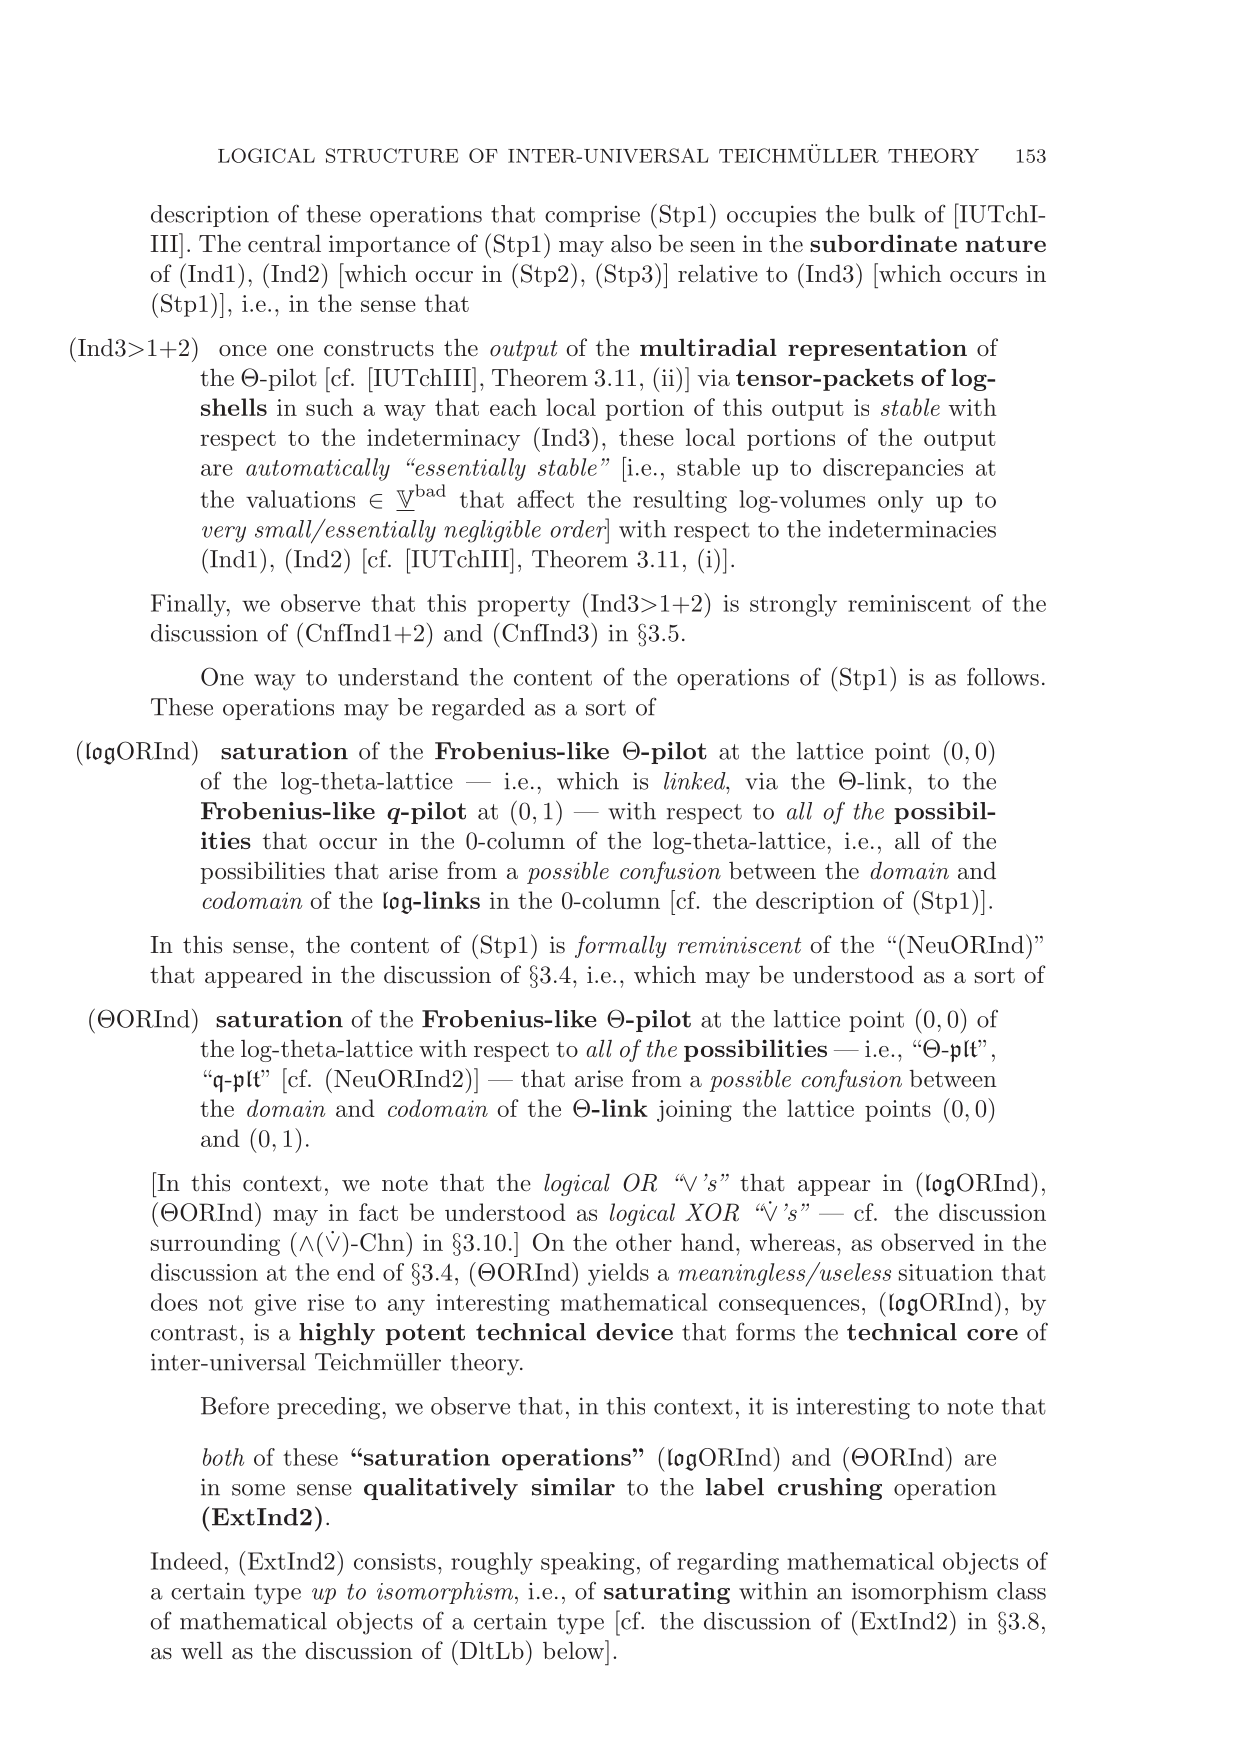 LOGICAL STRUCTURE OF INTER-UNIVERSAL TEICHMÜLLER THEORY 153
description of these operations that comprise (Stp1) occupies the bulk of [IUTchI-
III]. The central importance of (Stp1) may also be seen in the subordinate nature
of (Ind1), (Ind2) [which occur in (Stp2), (Stp3)] relative to (Ind3) [which occurs in
(Stp1)], i.e., in the sense that
(Ind3>1+2) once one constructs the output of the multiradial representation of
the Θ-pilot [cf. [IUTchIII], Theorem 3.11, (ii)] via tensor-packets of log-
shells in such a way that each local portion of this output is stable with
respect to the indeterminacy (Ind3), these local portions of the output
are automatically “essentially stable” [i.e., stable up to discrepancies at
the valuations ∈ V̲^bad that affect the resulting log-volumes only up to
very small/essentially negligible order] with respect to the indeterminacies
(Ind1), (Ind2) [cf. [IUTchIII], Theorem 3.11, (i)].
Finally, we observe that this property (Ind3>1+2) is strongly reminiscent of the
discussion of (CnfInd1+2) and (CnfInd3) in §3.5.
One way to understand the content of the operations of (Stp1) is as follows.
These operations may be regarded as a sort of
(𝔩𝔬𝔤ORInd) saturation of the Frobenius-like Θ-pilot at the lattice point (0, 0)
of the log-theta-lattice — i.e., which is linked, via the Θ-link, to the
Frobenius-like q-pilot at (0, 1) — with respect to all of the possibil-
ities that occur in the 0-column of the log-theta-lattice, i.e., all of the
possibilities that arise from a possible confusion between the domain and
codomain of the 𝔩𝔬𝔤-links in the 0-column [cf. the description of (Stp1)].
In this sense, the content of (Stp1) is formally reminiscent of the “(NeuORInd)”
that appeared in the discussion of §3.4, i.e., which may be understood as a sort of
(ΘORInd) saturation of the Frobenius-like Θ-pilot at the lattice point (0, 0) of
the log-theta-lattice with respect to all of the possibilities — i.e., “Θ-𝔭𝔩𝔱”,
“𝔮-𝔭𝔩𝔱” [cf. (NeuORInd2)] — that arise from a possible confusion between
the domain and codomain of the Θ-link joining the lattice points (0, 0)
and (0, 1).
[In this context, we note that the logical OR “∨’s” that appear in (𝔩𝔬𝔤ORInd),
(ΘORInd) may in fact be understood as logical XOR “∨̇’s” — cf. the discussion
surrounding (∧(∨̇)-Chn) in §3.10.] On the other hand, whereas, as observed in the
discussion at the end of §3.4, (ΘORInd) yields a meaningless/useless situation that
does not give rise to any interesting mathematical consequences, (𝔩𝔬𝔤ORInd), by
contrast, is a highly potent technical device that forms the technical core of
inter-universal Teichmüller theory.
Before preceding, we observe that, in this context, it is interesting to note that
both of these “saturation operations” (𝔩𝔬𝔤ORInd) and (ΘORInd) are
in some sense qualitatively similar to the label crushing operation
(ExtInd2).
Indeed, (ExtInd2) consists, roughly speaking, of regarding mathematical objects of
a certain type up to isomorphism, i.e., of saturating within an isomorphism class
of mathematical objects of a certain type [cf. the discussion of (ExtInd2) in §3.8,
as well as the discussion of (DltLb) below].